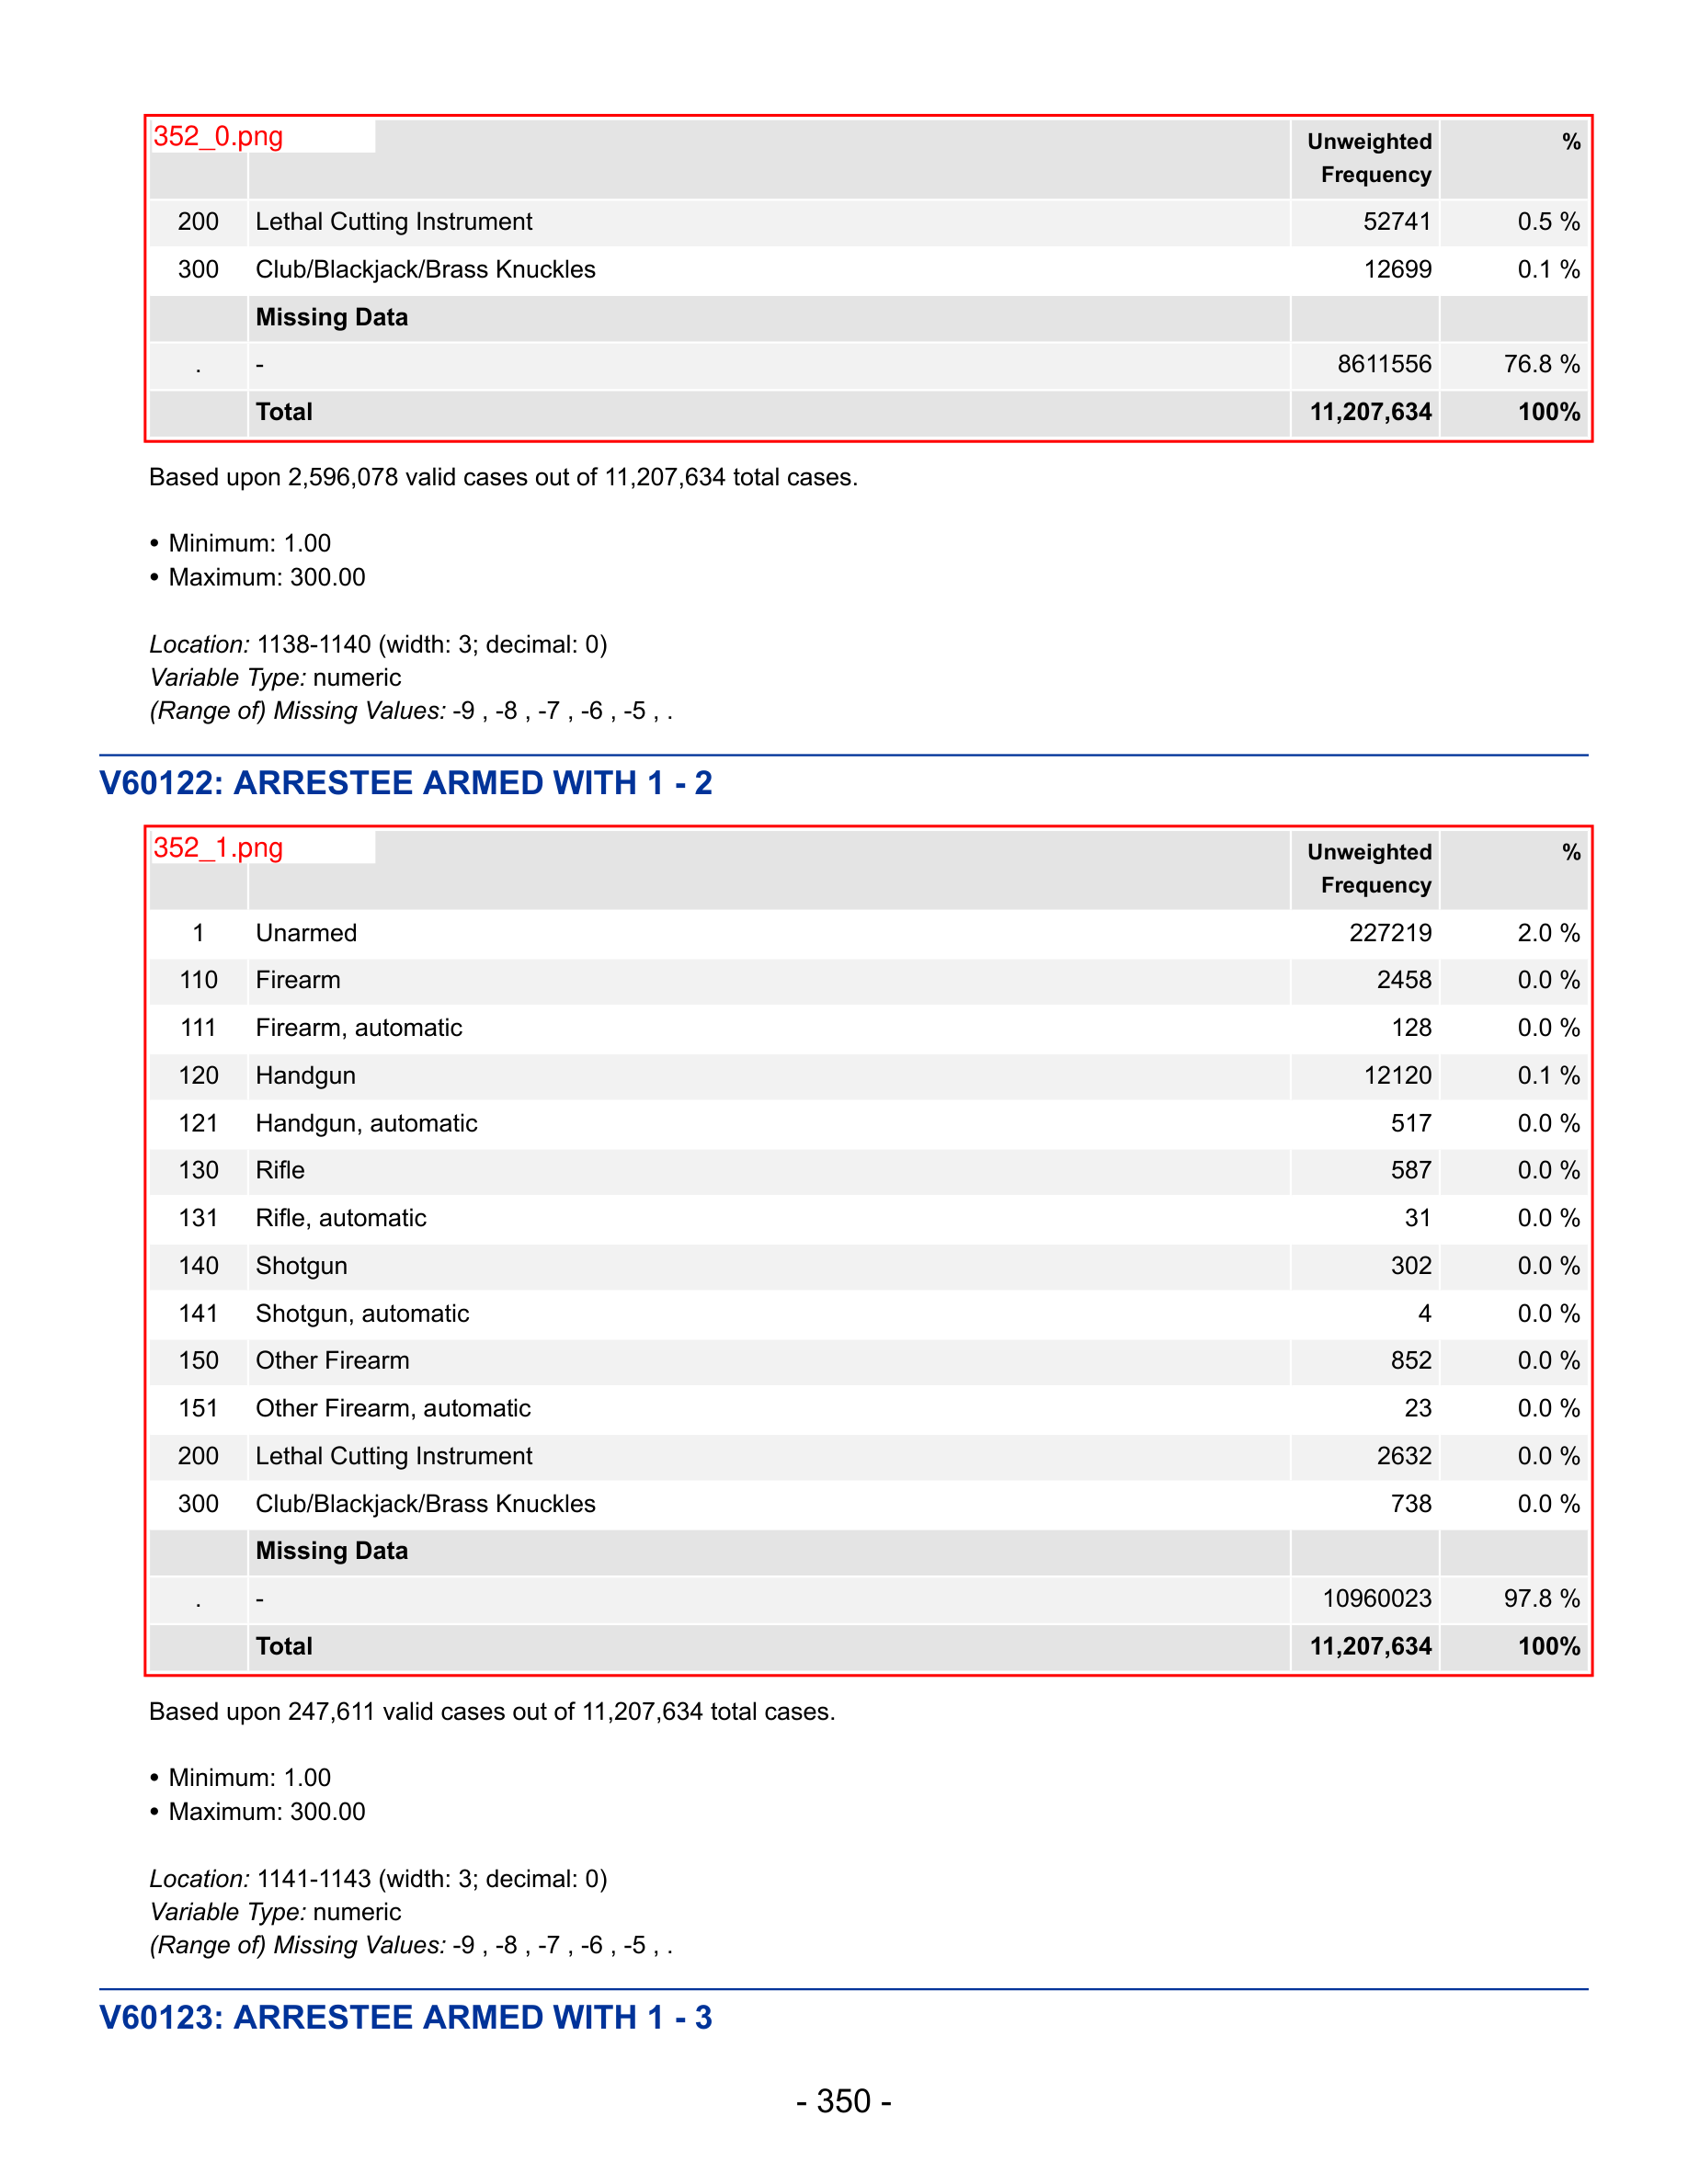 352_0.png
Unweighted Frequency %
200 Lethal Cutting Instrument 52741 0.5 %
300 Club/Blackjack/Brass Knuckles 12699 0.1 %
Missing Data
. - 8611556 76.8 %
Total 11,207,634 100%
Based upon 2,596,078 valid cases out of 11,207,634 total cases.
• Minimum: 1.00
• Maximum: 300.00
Location: 1138-1140 (width: 3; decimal: 0)
Variable Type: numeric
(Range of) Missing Values: -9 , -8 , -7 , -6 , -5 , .
V60122: ARRESTEE ARMED WITH 1 - 2
352_1.png
Unweighted Frequency %
1 Unarmed 227219 2.0 %
110 Firearm 2458 0.0 %
111 Firearm, automatic 128 0.0 %
120 Handgun 12120 0.1 %
121 Handgun, automatic 517 0.0 %
130 Rifle 587 0.0 %
131 Rifle, automatic 31 0.0 %
140 Shotgun 302 0.0 %
141 Shotgun, automatic 4 0.0 %
150 Other Firearm 852 0.0 %
151 Other Firearm, automatic 23 0.0 %
200 Lethal Cutting Instrument 2632 0.0 %
300 Club/Blackjack/Brass Knuckles 738 0.0 %
Missing Data
. - 10960023 97.8 %
Total 11,207,634 100%
Based upon 247,611 valid cases out of 11,207,634 total cases.
• Minimum: 1.00
• Maximum: 300.00
Location: 1141-1143 (width: 3; decimal: 0)
Variable Type: numeric
(Range of) Missing Values: -9 , -8 , -7 , -6 , -5 , .
V60123: ARRESTEE ARMED WITH 1 - 3
- 350 -